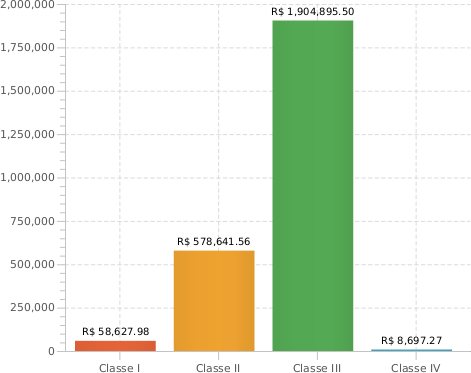 2,000,000
1,750,000
1,500,000
1,250,000
1,000,000
750,000
500,000
250,000
0
R$ 58,627.98
R$ 578,641.56
R$ 1,904,895.50
R$ 8,697.27
Classe I
Classe II
Classe III
Classe IV